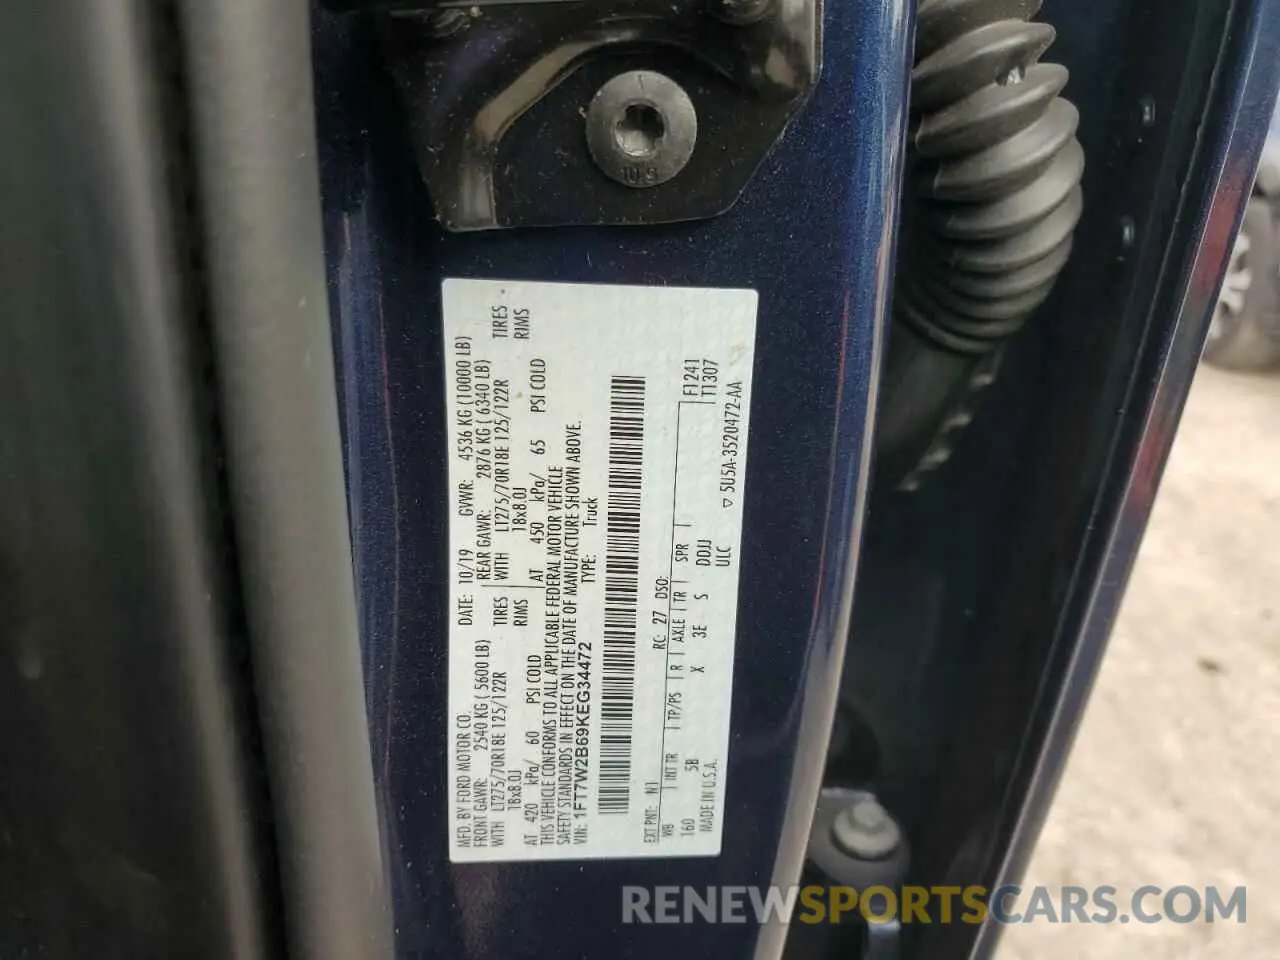 10.9
MFD. BY FORD MOTOR CO.
DATE: 10/19 GVWR: 4536 KG (10000 LB)
FRONT GAWR: 2540 KG ( 5600 LB)
REAR GAWR: 2876 KG ( 6340 LB)
WITH LT275/70R18E 125/122R TIRES
WITH LT275/70R18E 125/122R TIRES
18x8.0J RIMS
18x8.0J RIMS
AT 420 kPa/ 60 PSI COLD
AT 450 kPa/ 65 PSI COLD
THIS VEHICLE CONFORMS TO ALL APPLICABLE FEDERAL MOTOR VEHICLE
SAFETY STANDARDS IN EFFECT ON THE DATE OF MANUFACTURE SHOWN ABOVE.
VIN: 1FT7W2B69KEG34472
TYPE: Truck
F1241
T1307
EXT PNT: N1 RC: 27 DSO:
WB INT TR TP/PS R AXLE TR SPR
160 5B X 3E S DDJJ
MADE IN U.S.A. ULC
5U5A-3520472-AA
RENEWSPORTSCARS.COM